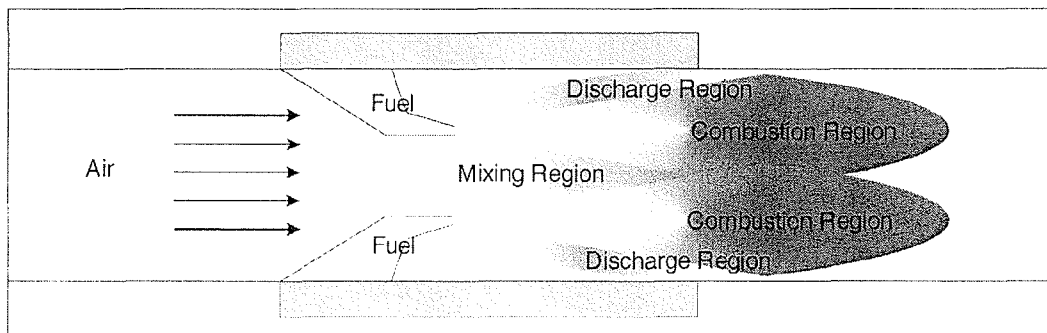 Discharge Region
Fuel
Combustion Region
Air
Mixing Region
Combustion Region
Fuel
Discharge Region